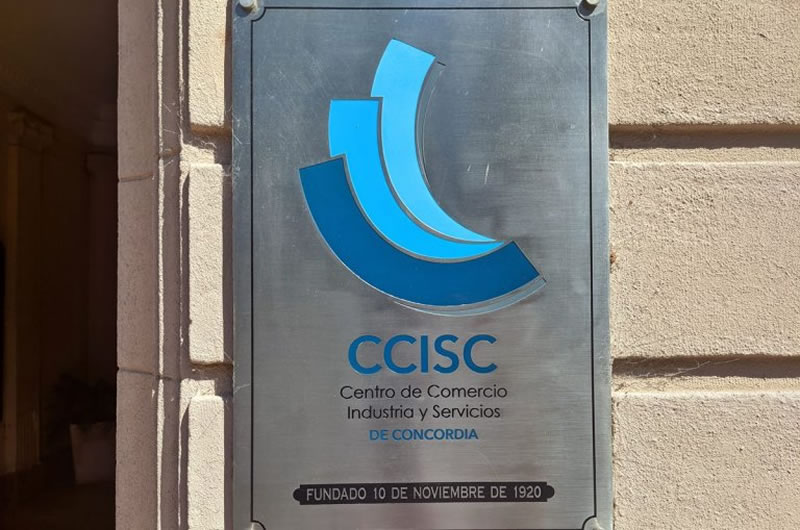 CCISC
Centro de Comercio
Industria y Servicios
DE CONCORDIA
FUNDADO 10 DE NOVIEMBRE DE 1920